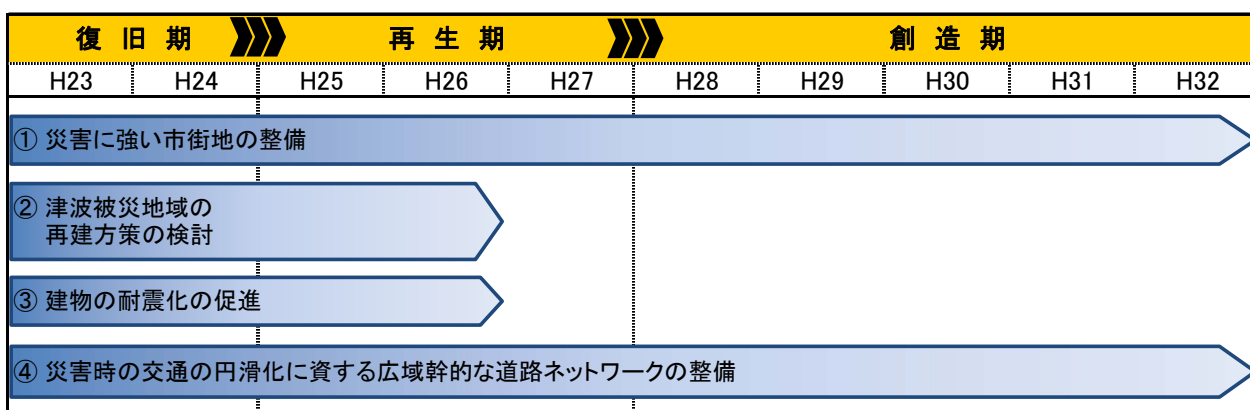 復旧期 再生期 創造期
H23 H24 H25 H26 H27 H28 H29 H30 H31 H32
① 災害に強い市街地の整備
② 津波被災地域の
再建方策の検討
③ 建物の耐震化の促進
④ 災害時の交通の円滑化に資する広域幹的な道路ネットワークの整備